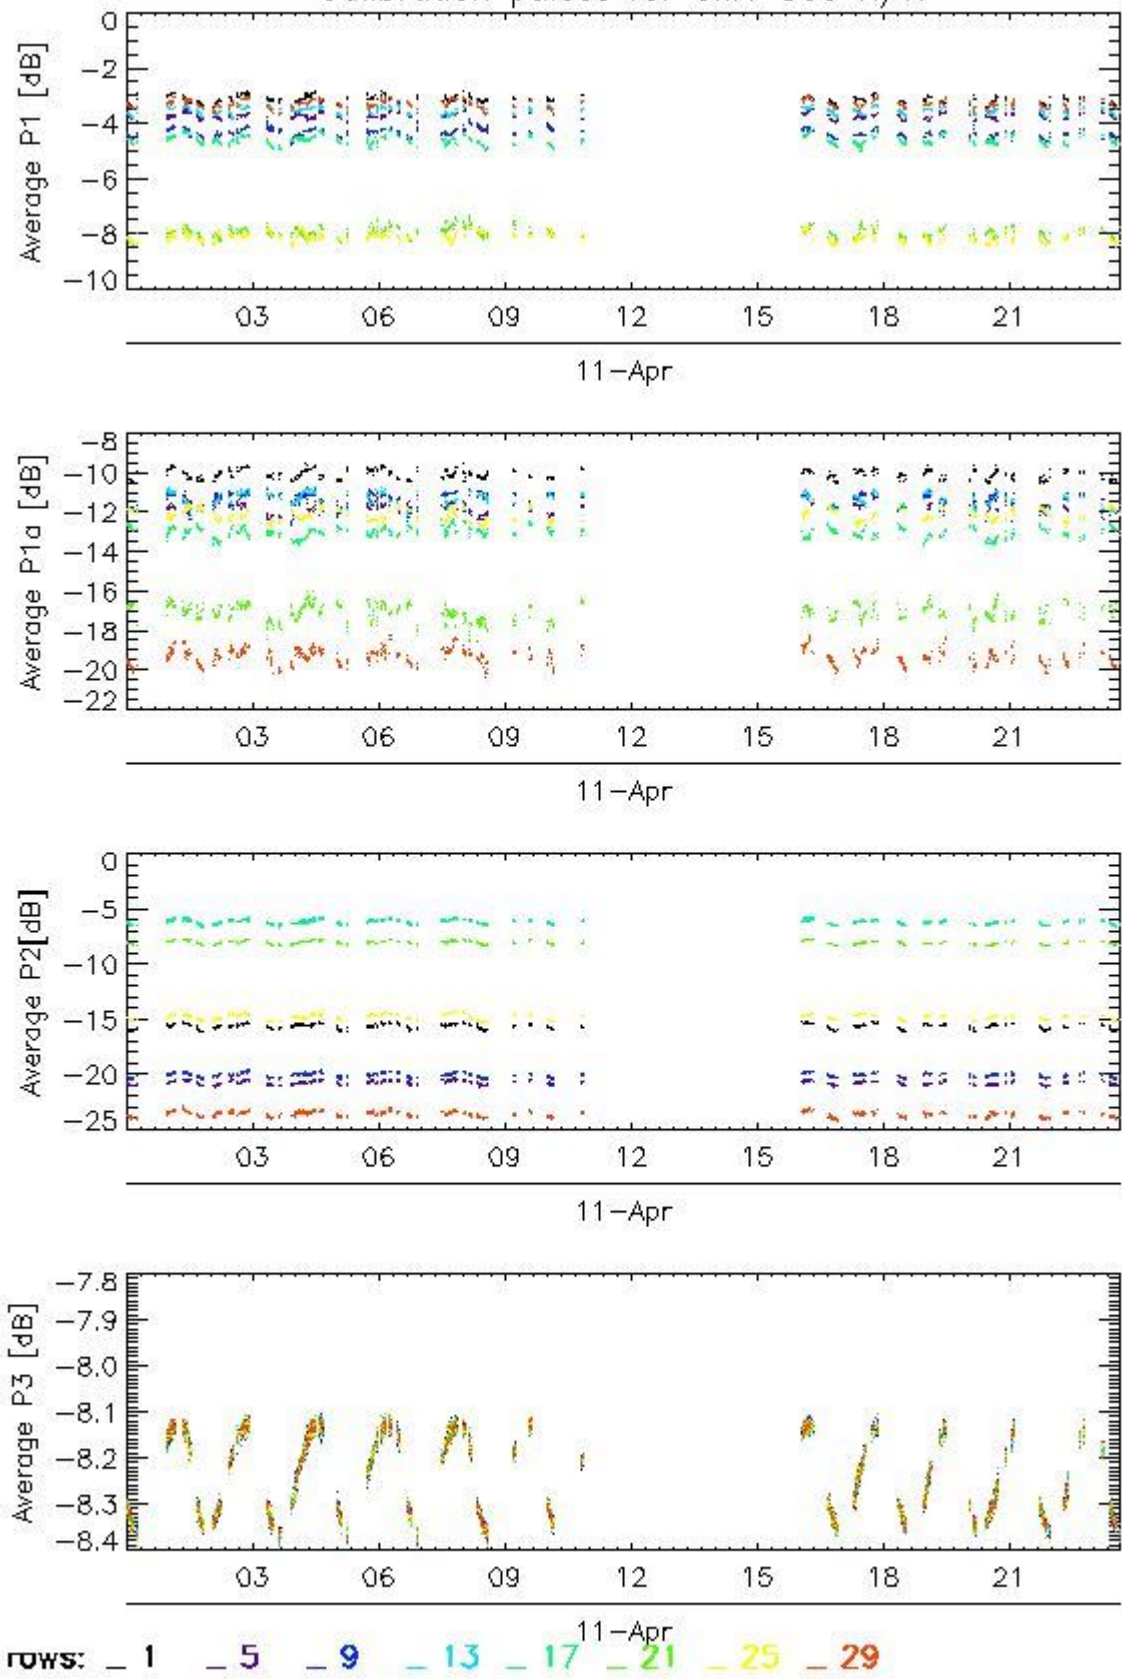 Average P1 [dB]
0
−2
−4
−6
−8
−10
03 06 09 12 15 18 21
11−Apr
Average P1a [dB]
−8
−10
−12
−14
−16
−18
−20
−22
03 06 09 12 15 18 21
11−Apr
Average P2[dB]
0
−5
−10
−15
−20
−25
03 06 09 12 15 18 21
11−Apr
Average P3 [dB]
−7.8
−7.9
−8.0
−8.1
−8.2
−8.3
−8.4
03 06 09 12 15 18 21
11−Apr
rows: _ 1 _ 5 _ 9 _ 13 _ 17 _ 21 _ 25 _ 29